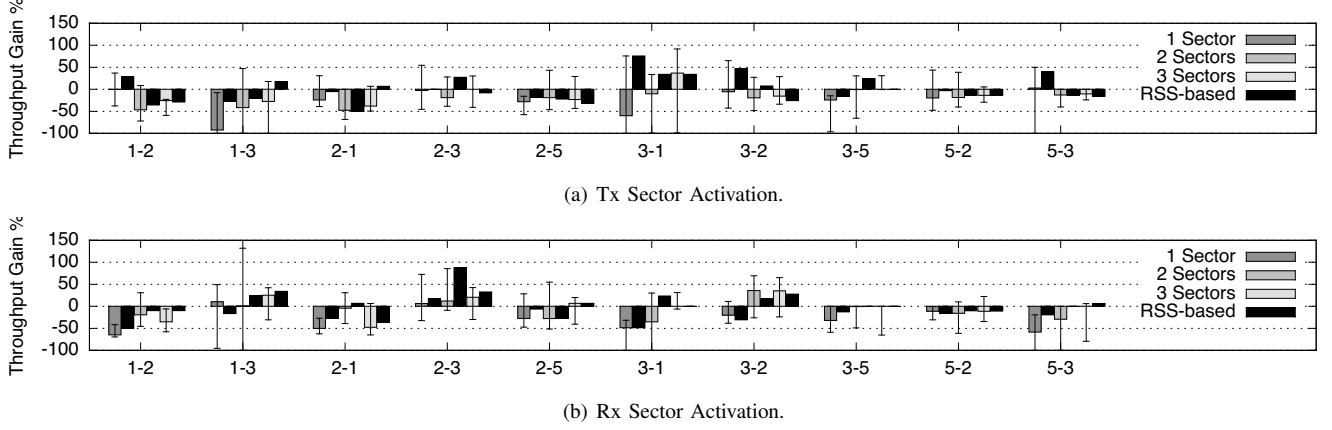 Throughput Gain %
150
100
50
0
-50
-100
1-2 1-3 2-1 2-3 2-5 3-1 3-2 3-5 5-2 5-3
1 Sector
2 Sectors
3 Sectors
RSS-based
(a) Tx Sector Activation.
Throughput Gain %
150
100
50
0
-50
-100
1-2 1-3 2-1 2-3 2-5 3-1 3-2 3-5 5-2 5-3
1 Sector
2 Sectors
3 Sectors
RSS-based
(b) Rx Sector Activation.